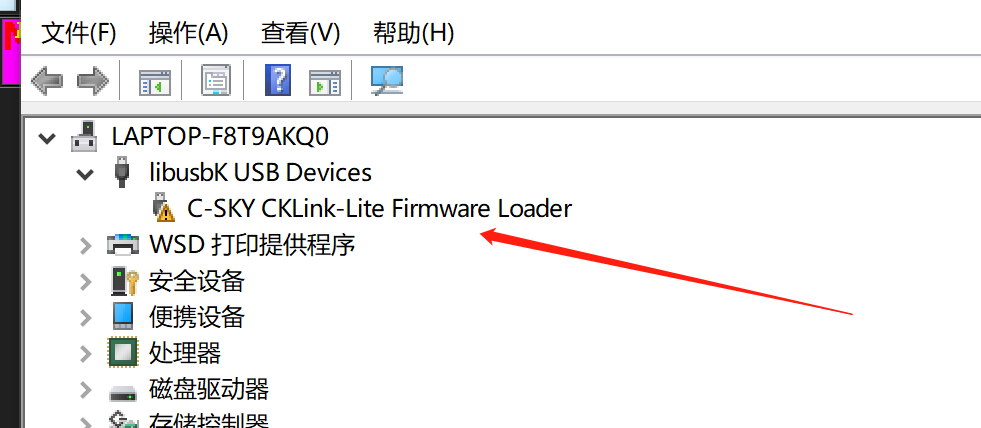 文件(F) 操作(A) 查看(V) 帮助(H)
LAPTOP-F8T9AKQ0
libusbK USB Devices
C-SKY CKLink-Lite Firmware Loader
WSD 打印提供程序
安全设备
便携设备
处理器
磁盘驱动器
存储控制器